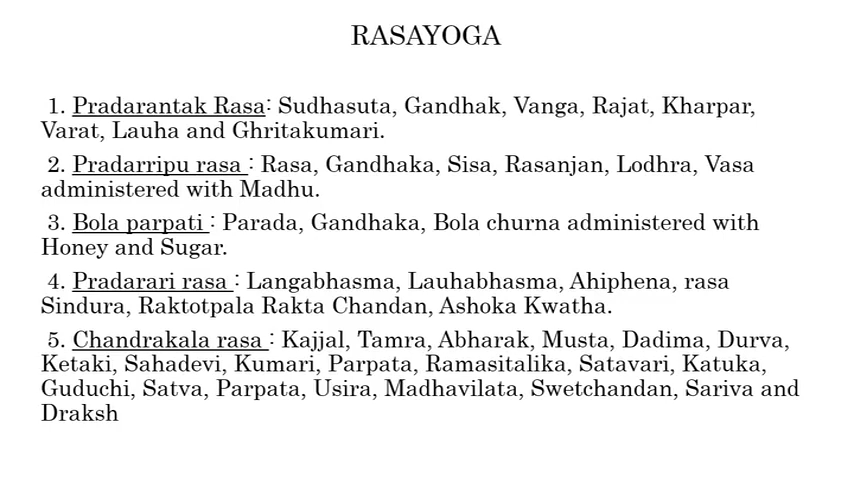 RASAYOGA
1. Pradarantak Rasa: Sudhasuta, Gandhak, Vanga, Rajat, Kharpar,
Varat, Lauha and Ghritakumari.
2. Pradarripu rasa : Rasa, Gandhaka, Sisa, Rasanjan, Lodhra, Vasa
administered with Madhu.
3. Bola parpati : Parada, Gandhaka, Bola churna administered with
Honey and Sugar.
4. Pradarari rasa : Langabhasma, Lauhabhasma, Ahiphena, rasa
Sindura, Raktotpala Rakta Chandan, Ashoka Kwatha.
5. Chandrakala rasa : Kajjal, Tamra, Abharak, Musta, Dadima, Durva,
Ketaki, Sahadevi, Kumari, Parpata, Ramasitalika, Satavari, Katuka,
Guduchi, Satva, Parpata, Usira, Madhavilata, Swetchandan, Sariva and
Draksh